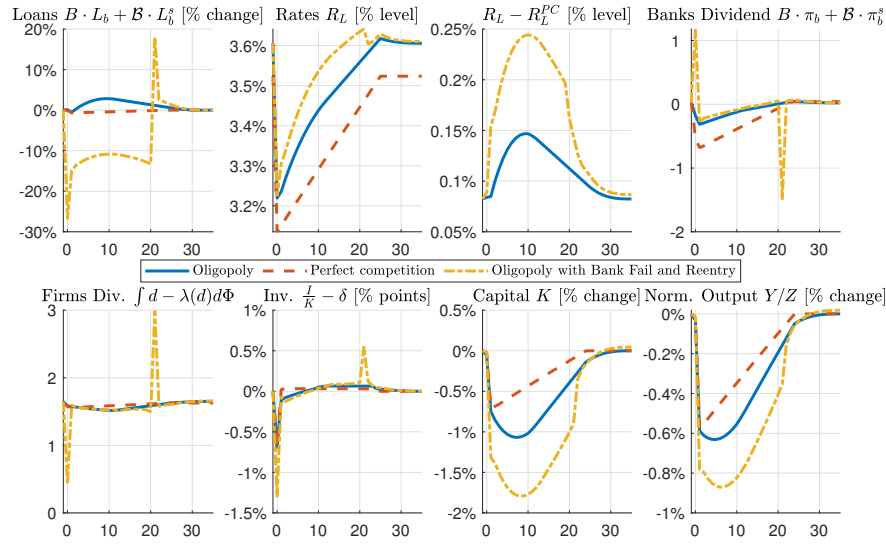 Loans B · L_b + ℬ · L_b^s [% change]
Rates R_L [% level]
R_L − R_L^{PC} [% level]
Banks Dividend B · π_b + ℬ · π_b^s
20%
10%
0%
-10%
-20%
-30%
0 10 20 30
3.6%
3.5%
3.4%
3.3%
3.2%
0 10 20 30
0.25%
0.2%
0.15%
0.1%
0.05%
0 10 20 30
1
0
-1
-2
0 10 20 30
Oligopoly Perfect competition Oligopoly with Bank Fail and Reentry
Firms Div. ∫ d − λ(d)dΦ
Inv. I/K − δ [% points]
Capital K [% change]
Norm. Output Y/Z [% change]
3
2
1
0
0 10 20 30
1%
0.5%
0%
-0.5%
-1%
-1.5%
0 10 20 30
0.5%
0%
-0.5%
-1%
-1.5%
-2%
0 10 20 30
0%
-0.2%
-0.4%
-0.6%
-0.8%
-1%
0 10 20 30